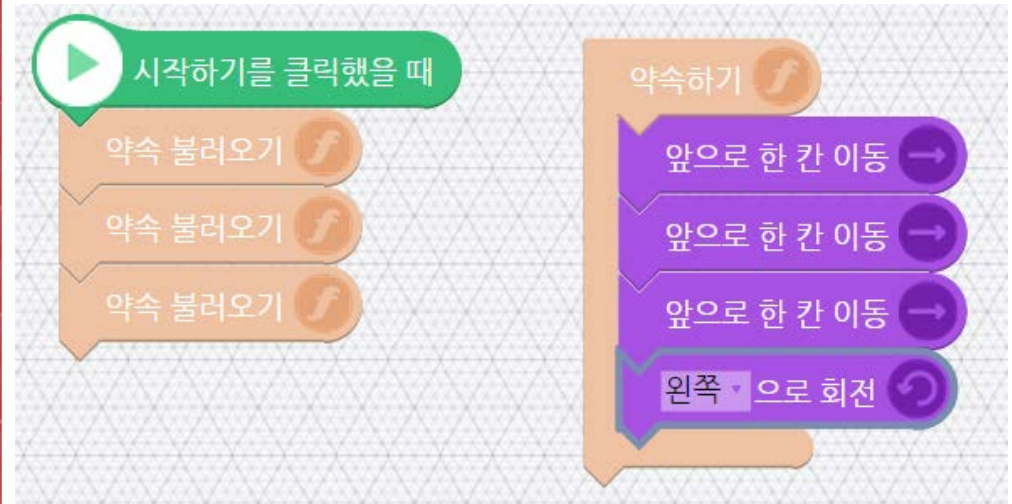 시작하기를 클릭했을 때
약속 불러오기
약속 불러오기
약속 불러오기
약속하기
앞으로 한 칸 이동
앞으로 한 칸 이동
앞으로 한 칸 이동
왼쪽 으로 회전